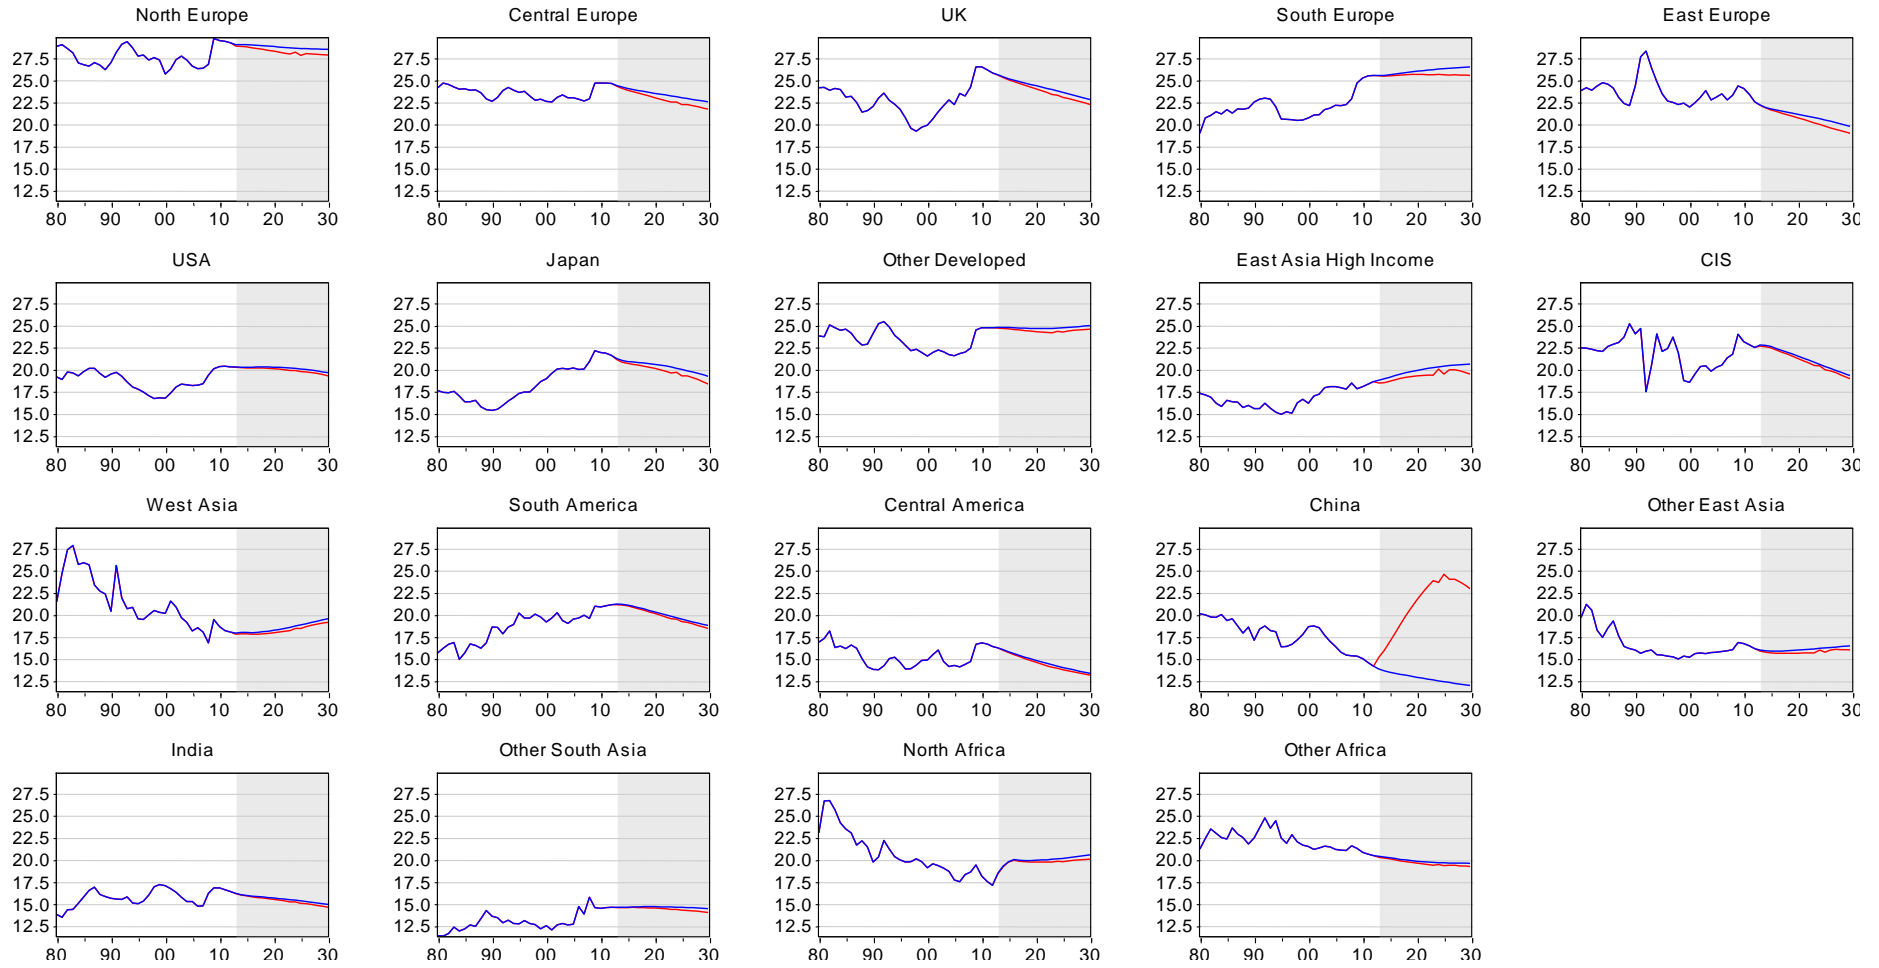 North Europe Central Europe UK South Europe East Europe
27.5 27.5 27.5 27.5 27.5
25.0 25.0 25.0 25.0 25.0
22.5 22.5 22.5 22.5 22.5
20.0 20.0 20.0 20.0 20.0
17.5 17.5 17.5 17.5 17.5
15.0 15.0 15.0 15.0 15.0
12.5 12.5 12.5 12.5 12.5
80 90 00 10 20 30 80 90 00 10 20 30 80 90 00 10 20 30 80 90 00 10 20 30 80 90 00 10 20 30
USA Japan Other Developed East Asia High Income CIS
27.5 27.5 27.5 27.5 27.5
25.0 25.0 25.0 25.0 25.0
22.5 22.5 22.5 22.5 22.5
20.0 20.0 20.0 20.0 20.0
17.5 17.5 17.5 17.5 17.5
15.0 15.0 15.0 15.0 15.0
12.5 12.5 12.5 12.5 12.5
80 90 00 10 20 30 80 90 00 10 20 30 80 90 00 10 20 30 80 90 00 10 20 30 80 90 00 10 20 30
West Asia South America Central America China Other East Asia
27.5 27.5 27.5 27.5 27.5
25.0 25.0 25.0 25.0 25.0
22.5 22.5 22.5 22.5 22.5
20.0 20.0 20.0 20.0 20.0
17.5 17.5 17.5 17.5 17.5
15.0 15.0 15.0 15.0 15.0
12.5 12.5 12.5 12.5 12.5
80 90 00 10 20 30 80 90 00 10 20 30 80 90 00 10 20 30 80 90 00 10 20 30 80 90 00 10 20 30
India Other South Asia North Africa Other Africa
27.5 27.5 27.5 27.5
25.0 25.0 25.0 25.0
22.5 22.5 22.5 22.5
20.0 20.0 20.0 20.0
17.5 17.5 17.5 17.5
15.0 15.0 15.0 15.0
12.5 12.5 12.5 12.5
80 90 00 10 20 30 80 90 00 10 20 30 80 90 00 10 20 30 80 90 00 10 20 30